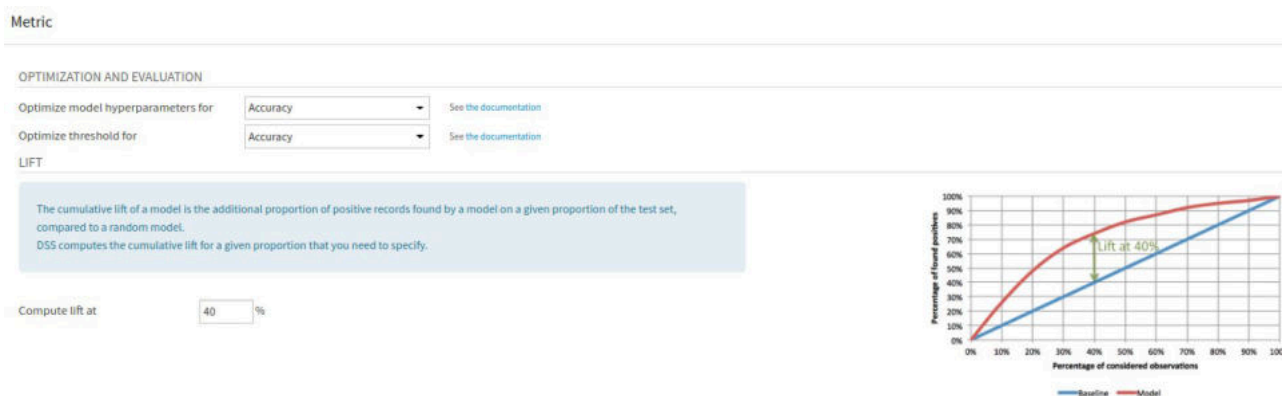 Metric
OPTIMIZATION AND EVALUATION
Optimize model hyperparameters for
Accuracy
See the documentation
Optimize threshold for
Accuracy
See the documentation
LIFT
The cumulative lift of a model is the additional proportion of positive records found by a model on a given proportion of the test set,
compared to a random model.
DSS computes the cumulative lift for a given proportion that you need to specify.
Compute lift at
40
%
Percentage of found positives
100%
90%
80%
70%
60%
50%
40%
30%
20%
10%
0%
Lift at 40%
0% 10% 20% 30% 40% 50% 60% 70% 80% 90% 100
Percentage of considered observations
Baseline Model